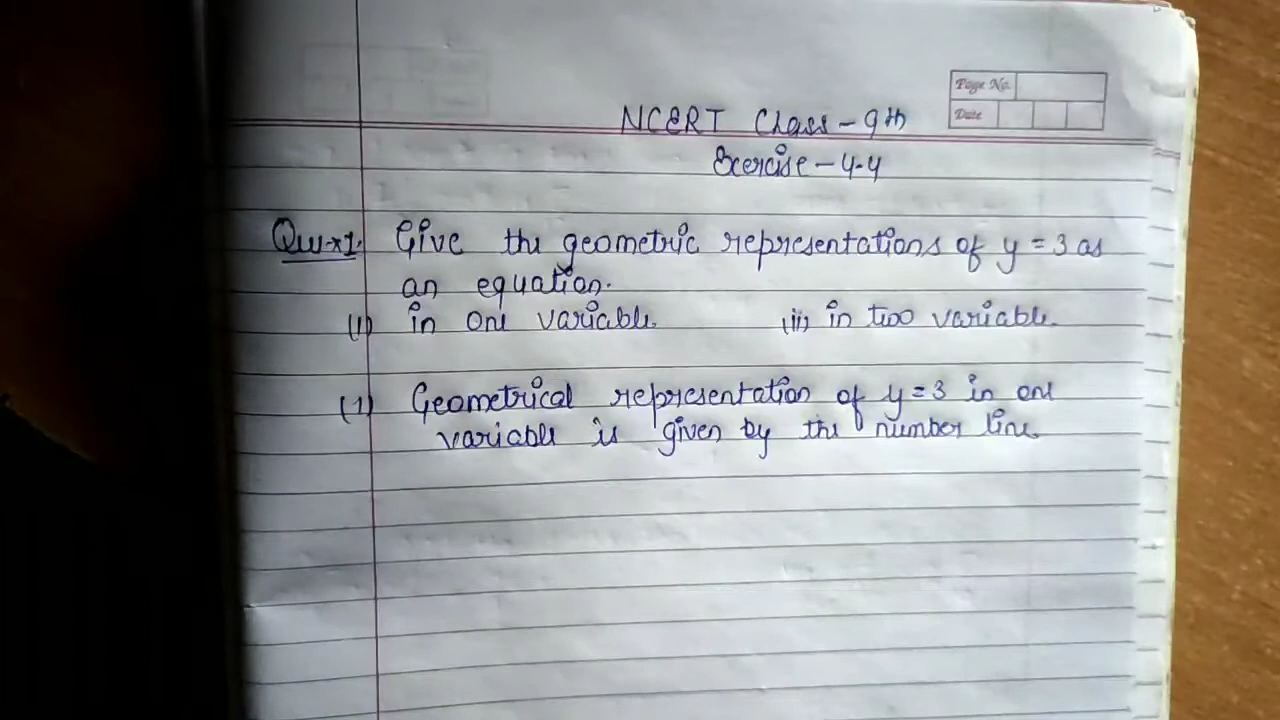 Page No.
Date
NCERT Class - 9th
Exercise - 4.4
Que×1. Give the geometric representations of y = 3 as
an equation.
(i) in one variable. (ii) in two variable.
(1) Geometrical representation of y = 3 in one
variable is given by the number line.